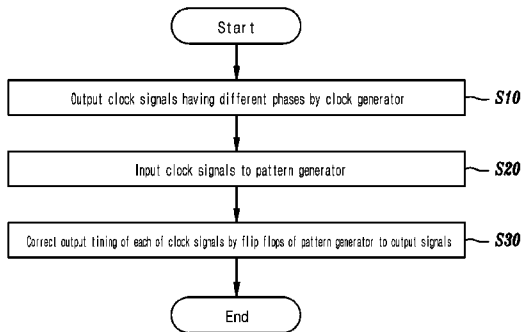 Start
Output clock signals having different phases by clock generator
S10
Input clock signals to pattern generator
S20
Correct output timing of each of clock signals by flip flops of pattern generator to output signals
S30
End